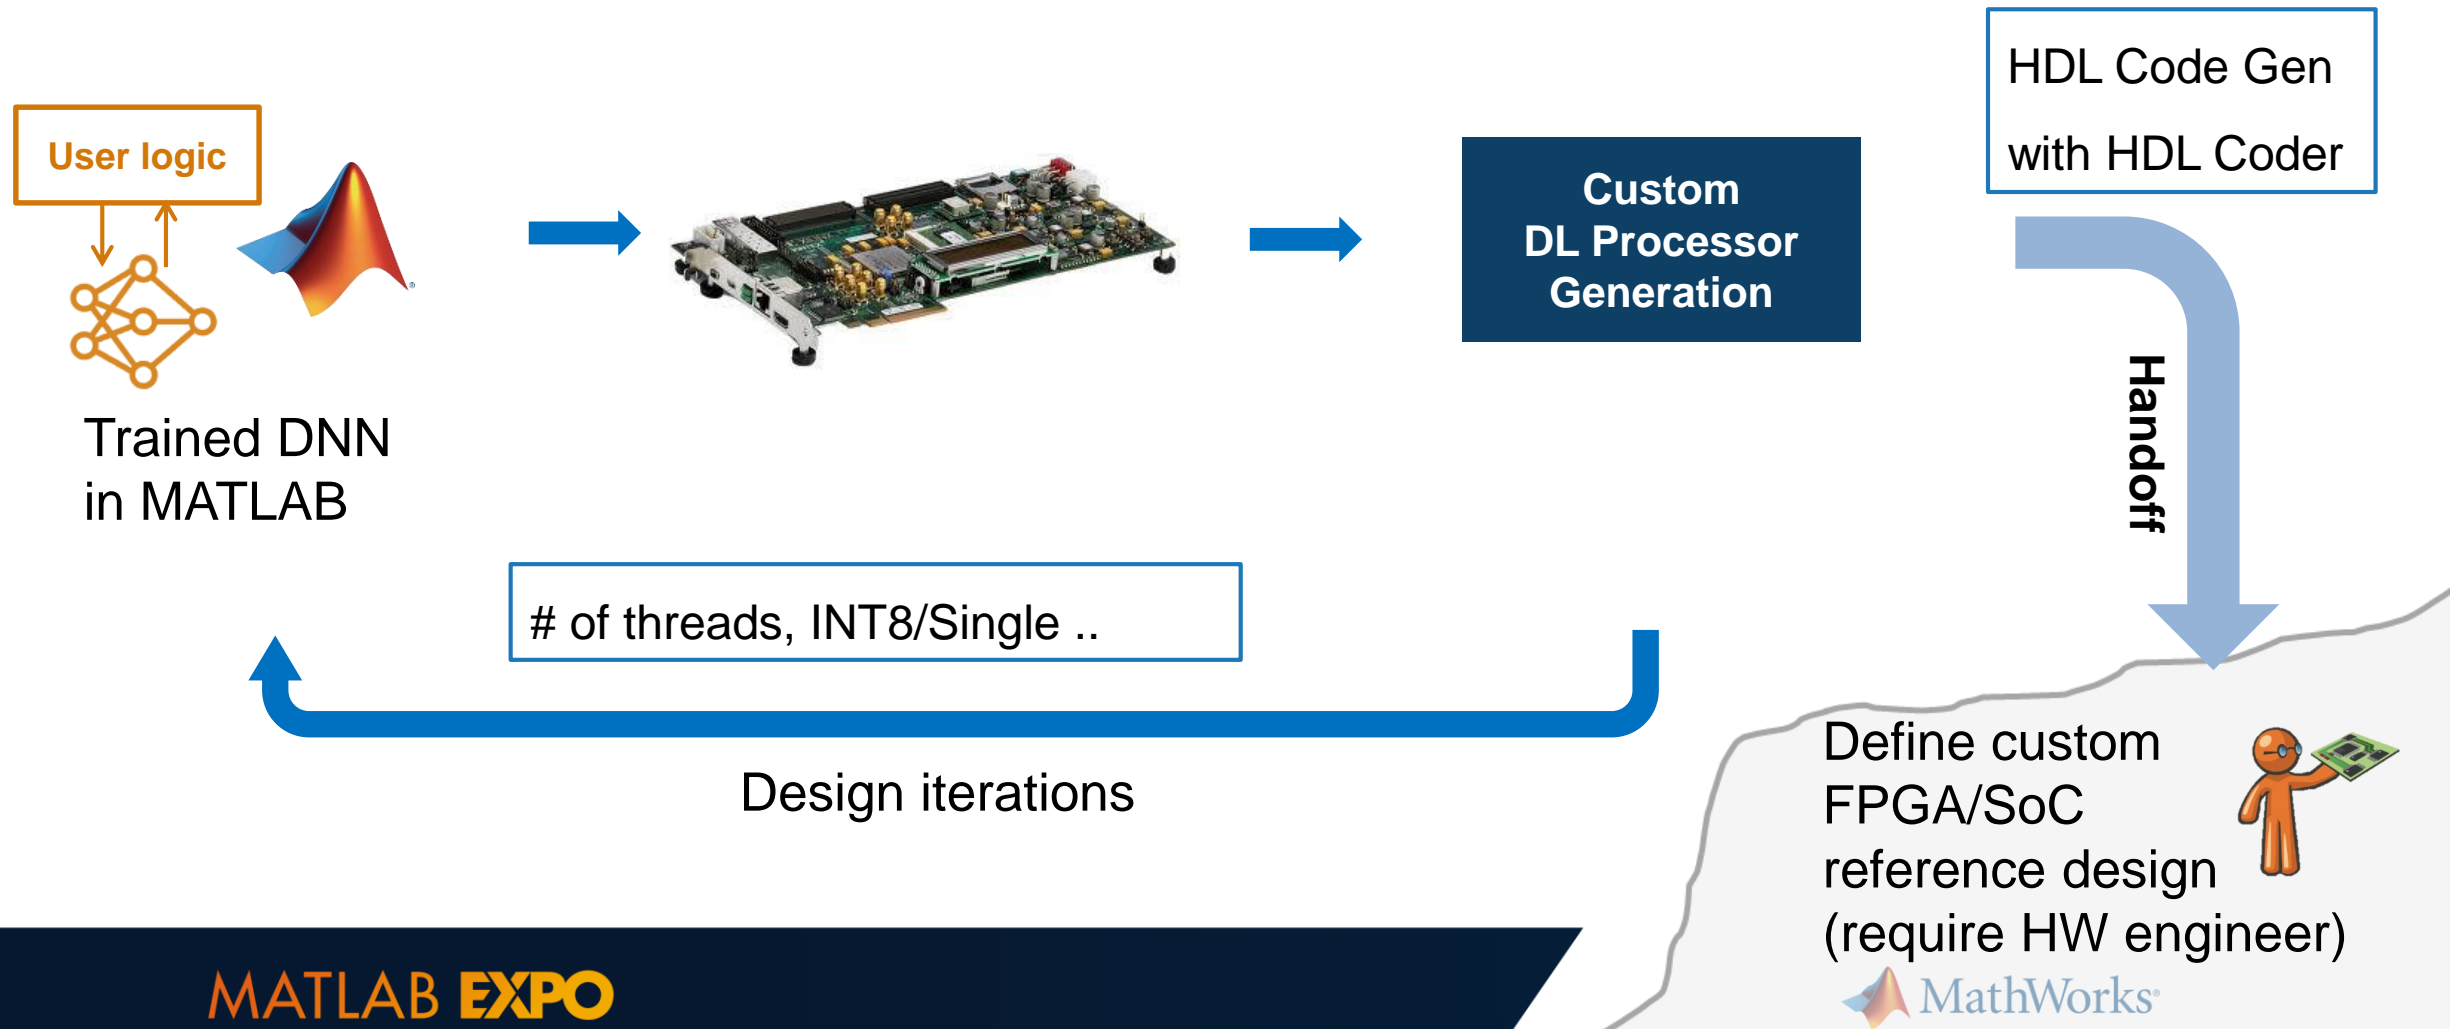 HDL Code Gen
with HDL Coder
User logic
Custom
DL Processor
Generation
Handoff
Trained DNN
in MATLAB
# of threads, INT8/Single ..
Design iterations
Define custom
FPGA/SoC
reference design
(require HW engineer)
MATLAB EXPO
MathWorks®